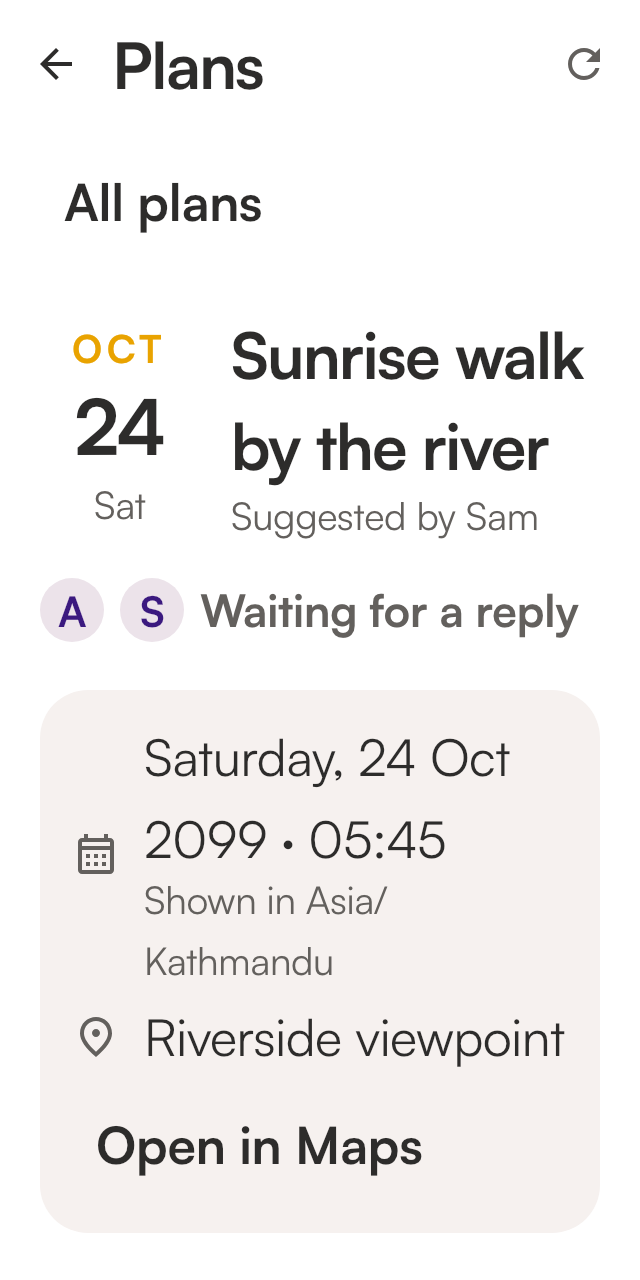 Plans
All plans
OCT
24
Sat
Sunrise walk
by the river
Suggested by Sam
A
S
Waiting for a reply
Saturday, 24 Oct
2099 • 05:45
Shown in Asia/
Kathmandu
Riverside viewpoint
Open in Maps